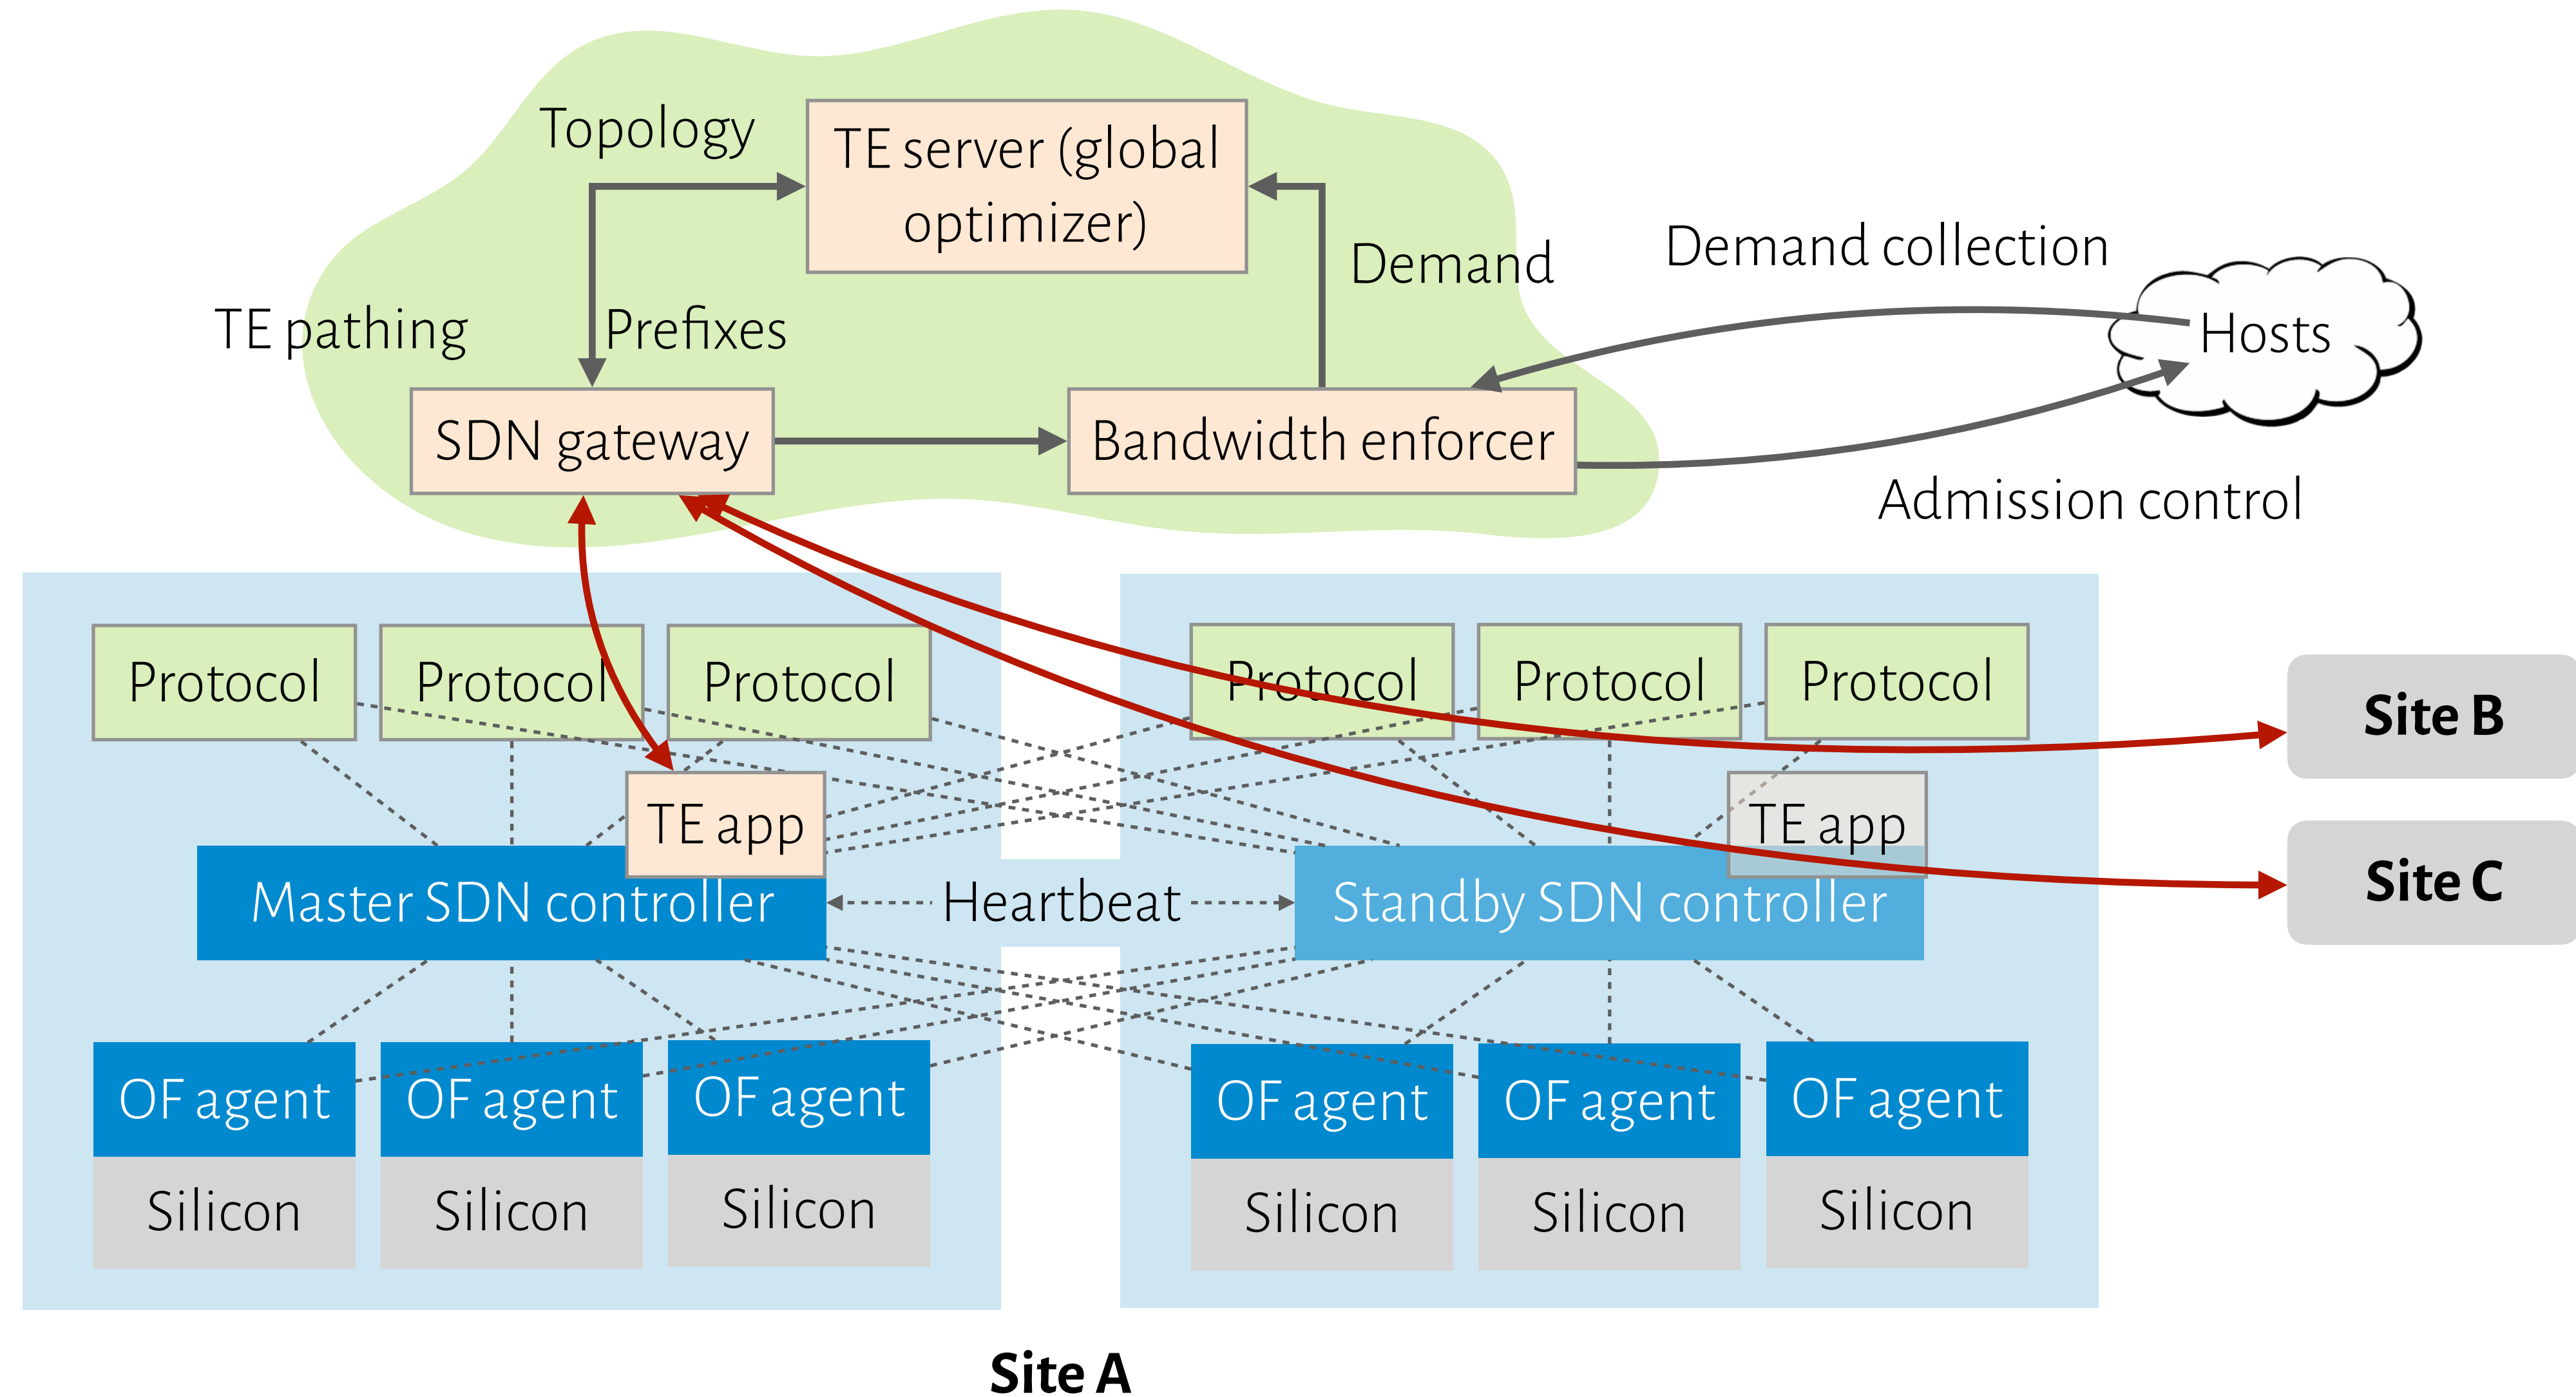 Topology
TE server (global
optimizer)
Demand
Demand collection
TE pathing
Prefixes
Hosts
SDN gateway
Bandwidth enforcer
Admission control
Protocol
Protocol
Protocol
Protocol
Protocol
Protocol
Site B
TE app
TE app
Master SDN controller
Heartbeat
Standby SDN controller
Site C
OF agent
OF agent
OF agent
OF agent
OF agent
OF agent
Silicon
Silicon
Silicon
Silicon
Silicon
Silicon
Site A